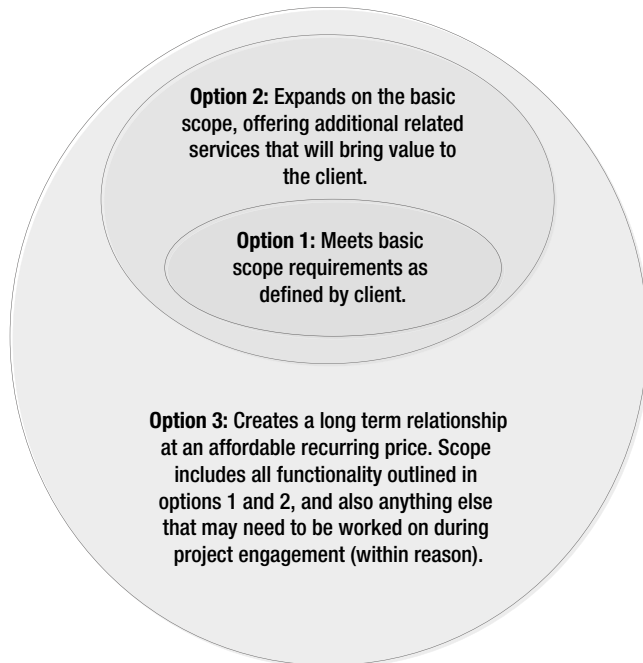 Option 2: Expands on the basic
scope, offering additional related
services that will bring value to
the client.
Option 1: Meets basic
scope requirements as
defined by client.
Option 3: Creates a long term relationship
at an affordable recurring price. Scope
includes all functionality outlined in
options 1 and 2, and also anything else
that may need to be worked on during
project engagement (within reason).